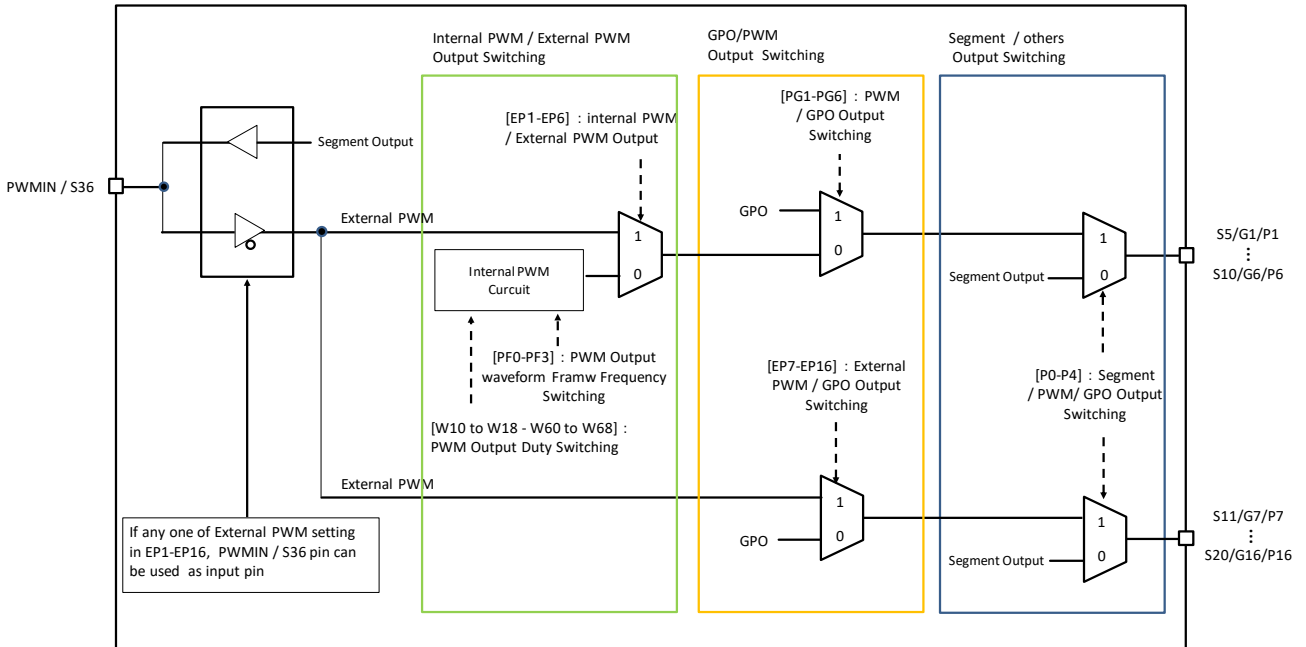 Internal PWM / External PWM
Output Switching
GPO/PWM
Output Switching
Segment / others
Output Switching
[EP1-EP6] : internal PWM
/ External PWM Output
[PG1-PG6] : PWM
/ GPO Output
Switching
Segment Output
PWMIN / S36
External PWM
1
0
Internal PWM
Curcuit
GPO
1
0
1
0
Segment Output
S5/G1/P1
⋮
S10/G6/P6
[PF0-PF3] : PWM Output
waveform Framw Frequency
Switching
[W10 to W18 - W60 to W68] :
PWM Output Duty Switching
[EP7-EP16] : External
PWM / GPO Output
Switching
[P0-P4] : Segment
/ PWM/ GPO Output
Switching
External PWM
1
0
GPO
1
0
Segment Output
S11/G7/P7
⋮
S20/G16/P16
If any one of External PWM setting
in EP1-EP16, PWMIN / S36 pin can
be used as input pin